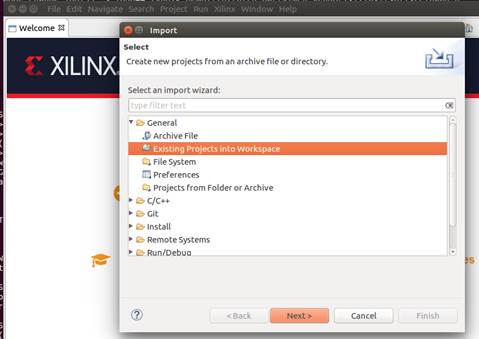 File Edit Navigate Search Project Run Xilinx Window Help
Welcome
XILINX
Import
Select
Create new projects from an archive file or directory.
Select an import wizard:
type filter text
General
Archive File
Existing Projects into Workspace
File System
Preferences
Projects from Folder or Archive
C/C++
Git
Install
Remote Systems
Run/Debug
< Back
Next >
Cancel
Finish